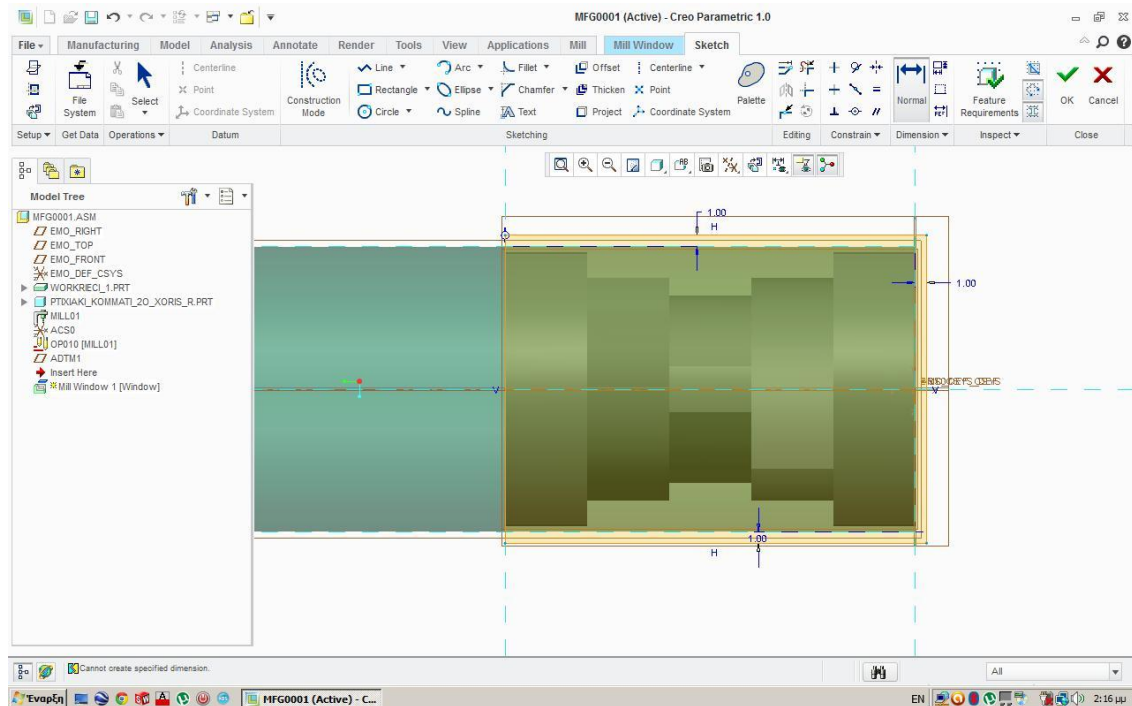 MFG0001 (Active) - Creo Parametric 1.0
File Manufacturing Model Analysis Annotate Render Tools View Applications Mill Mill Window Sketch
Centerline Line Arc Fillet Offset Centerline
Point Rectangle Ellipse Chamfer Thicken Point
File System Select Coordinate System Construction Mode Circle Spline Text Project Coordinate System Palette Normal Feature Requirements OK Cancel
Setup Get Data Operations Datum Sketching Editing Constrain Dimension Inspect Close
Model Tree
MFG0001.ASM
EMO_RIGHT
EMO_TOP
EMO_FRONT
EMO_DEF_CSYS
WORKRIECI_1.PRT
PTIXIAKI_KOMMATI_2O_XORIS_R.PRT
MILL01
ACS0
OP010 [MILL01]
ADTM1
Insert Here
Mill Window 1 [Window]
1.00
H
1.00
V
V
1.00
H
Cannot create specified dimension.
All
Έναρξη MFG0001 (Active) - C... EN 2:16 μμ